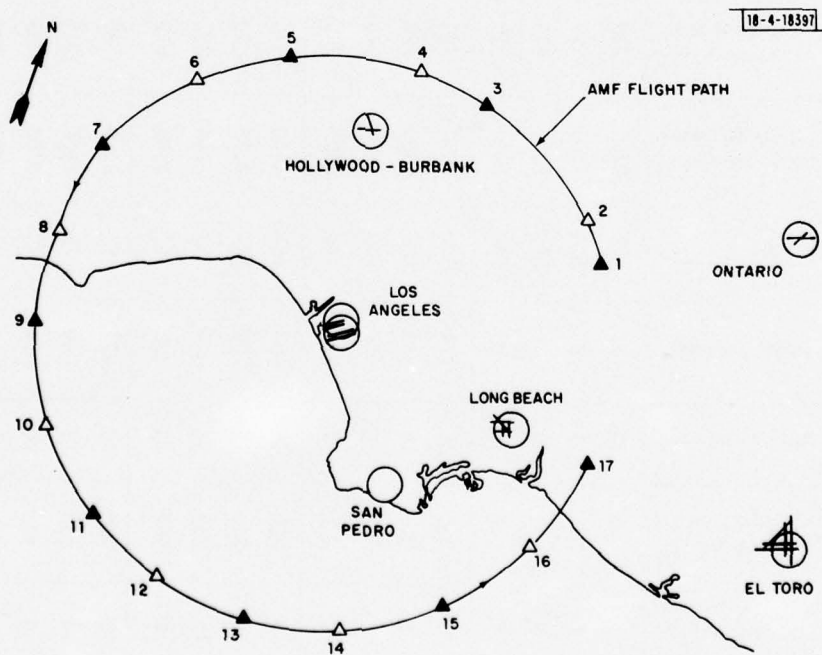 18-4-18397
N
5
4
6
3
AMF FLIGHT PATH
7
HOLLYWOOD - BURBANK
2
8
1
ONTARIO
LOS
ANGELES
9
LONG BEACH
10
17
SAN
PEDRO
11
16
EL TORO
12
15
13
14